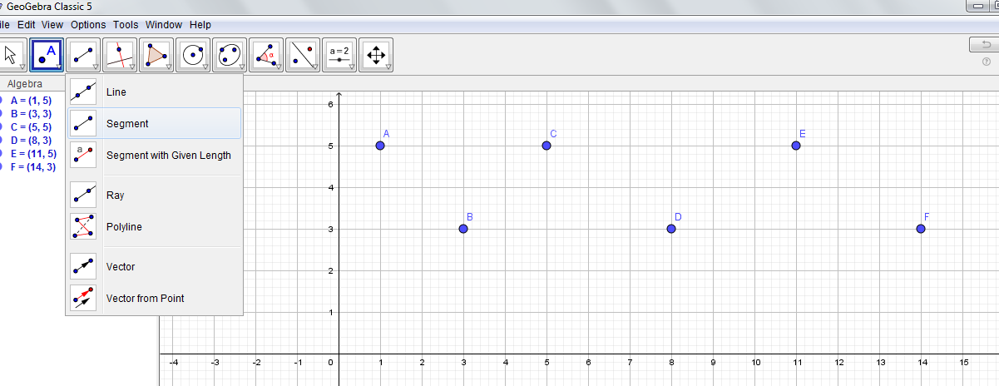 GeoGebra Classic 5
ile Edit View Options Tools Window Help
A
α
a=2
Algebra
A = (1, 5)
B = (3, 3)
C = (5, 5)
D = (8, 3)
E = (11, 5)
F = (14, 3)
Line
Segment
a
Segment with Given Length
Ray
Polyline
Vector
Vector from Point
6
5
4
3
2
1
A
C
E
B
D
F
-4 -3 -2 -1 0 1 2 3 4 5 6 7 8 9 10 11 12 13 14 15